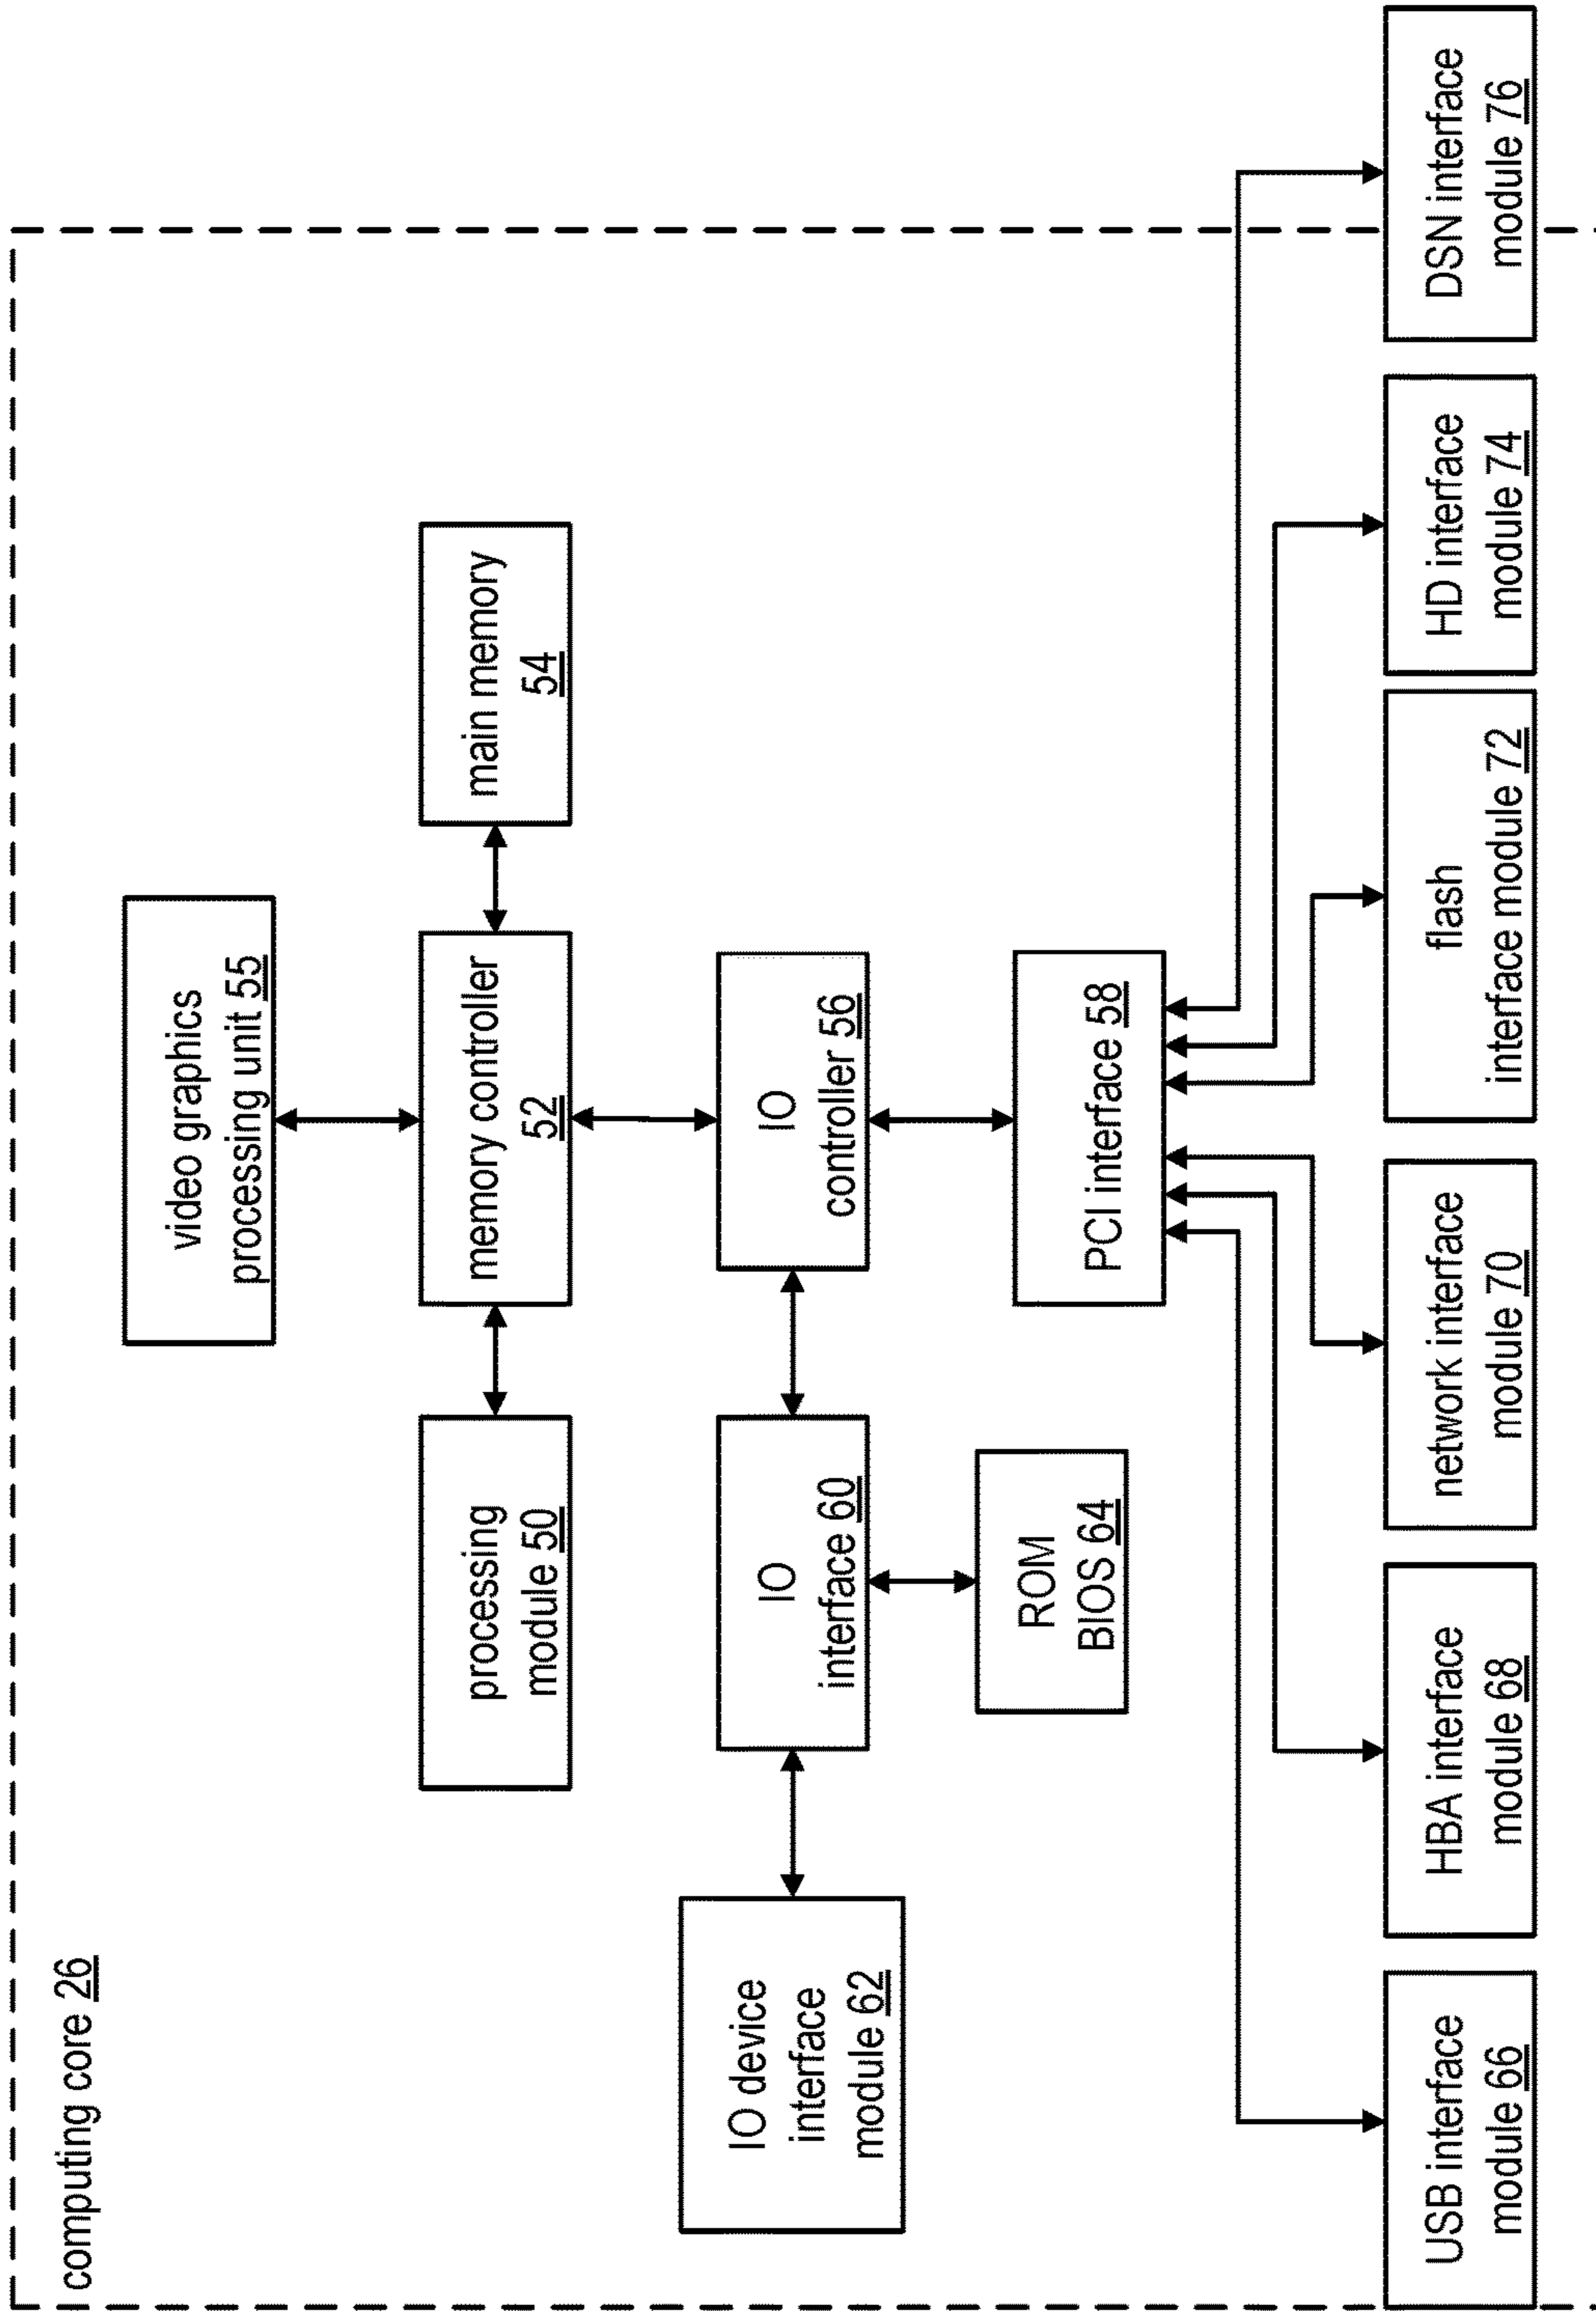 computing core 26
video graphics
processing unit 55
processing
module 50
memory controller
52
main memory
54
IO device
interface
module 62
IO
interface 60
IO
controller 56
ROM
BIOS 64
PCI interface 58
USB interface
module 66
HBA interface
module 68
network interface
module 70
flash
interface module 72
HD interface
module 74
DSN interface
module 76